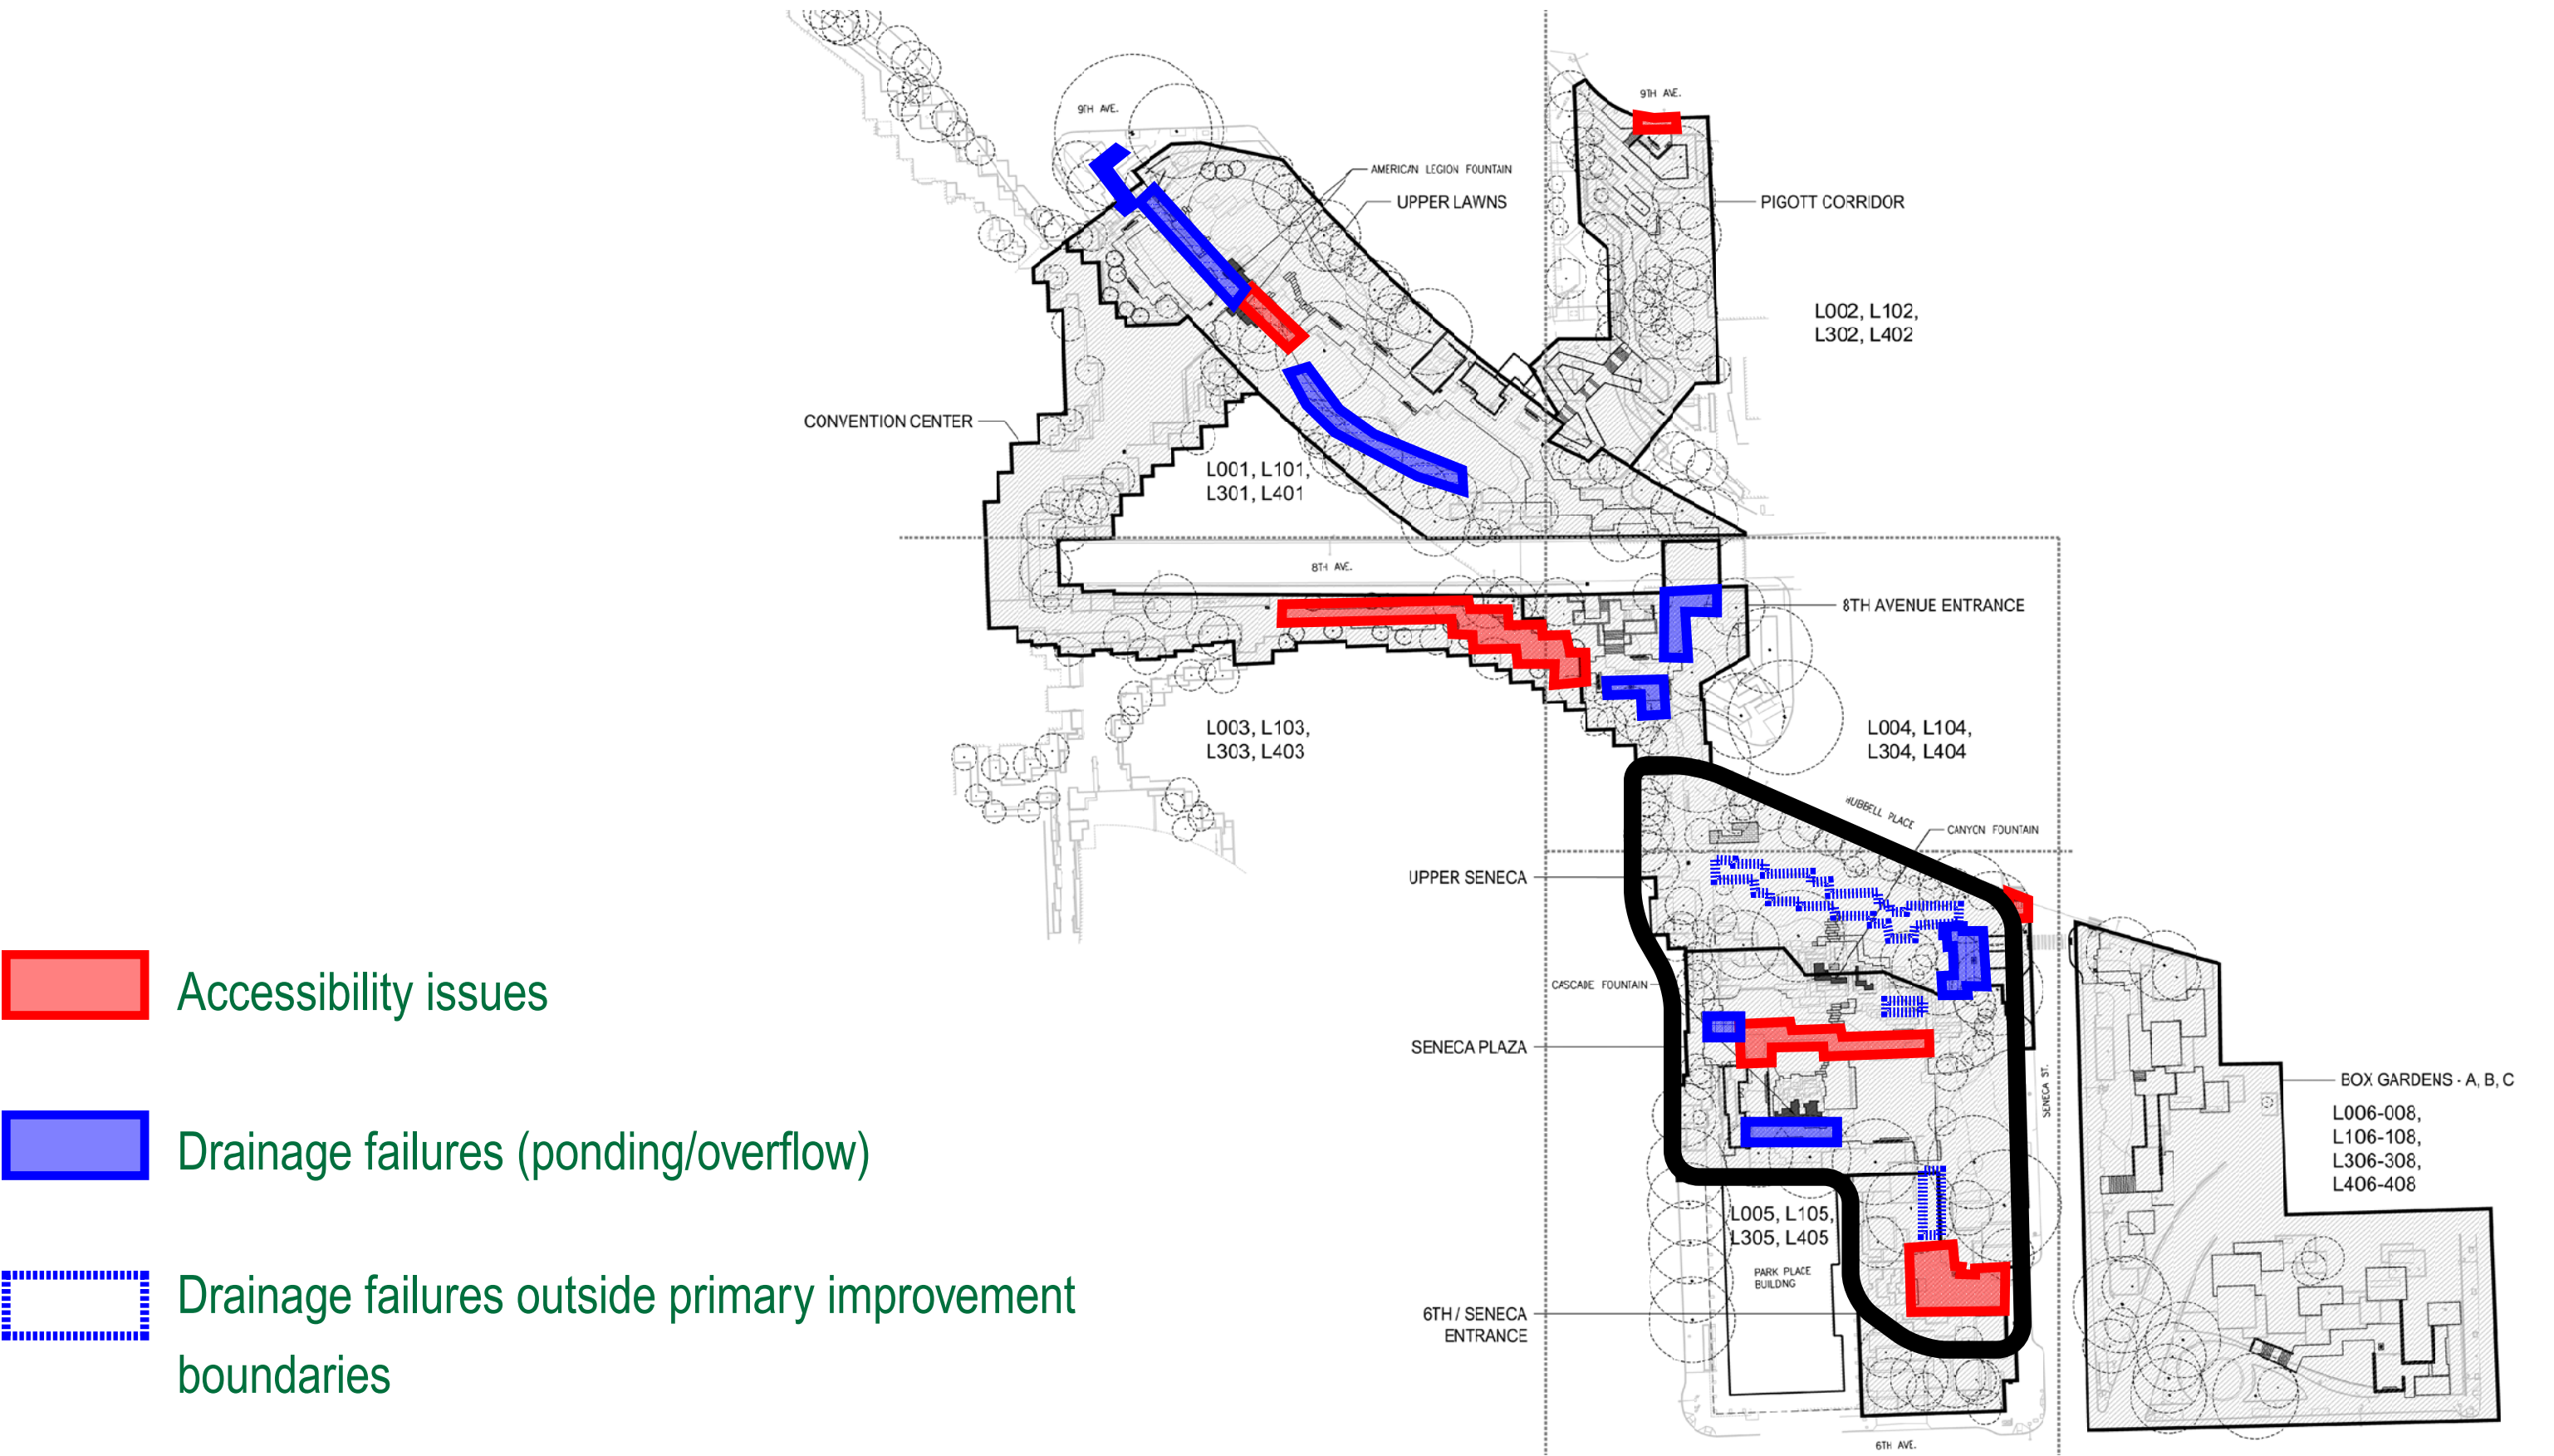 9TH AVE.
9TH AVE.
AMERICAN LEGION FOUNTAIN
UPPER LAWNS
PIGOTT CORRIDOR
L002, L102,
L302, L402
CONVENTION CENTER
L001, L101,
L301, L401
8TH AVE.
8TH AVENUE ENTRANCE
L003, L103,
L303, L403
L004, L104,
L304, L404
HUBBELL PLACE
CANYON FOUNTAIN
UPPER SENECA
CASCADE FOUNTAIN
SENECA PLAZA
SENECA ST.
BOX GARDENS - A, B, C
L006-008,
L106-108,
L306-308,
L406-408
L005, L105,
L305, L405
PARK PLACE
BUILDNG
6TH / SENECA
ENTRANCE
6TH AVE.
Accessibility issues
Drainage failures (ponding/overflow)
Drainage failures outside primary improvement
boundaries